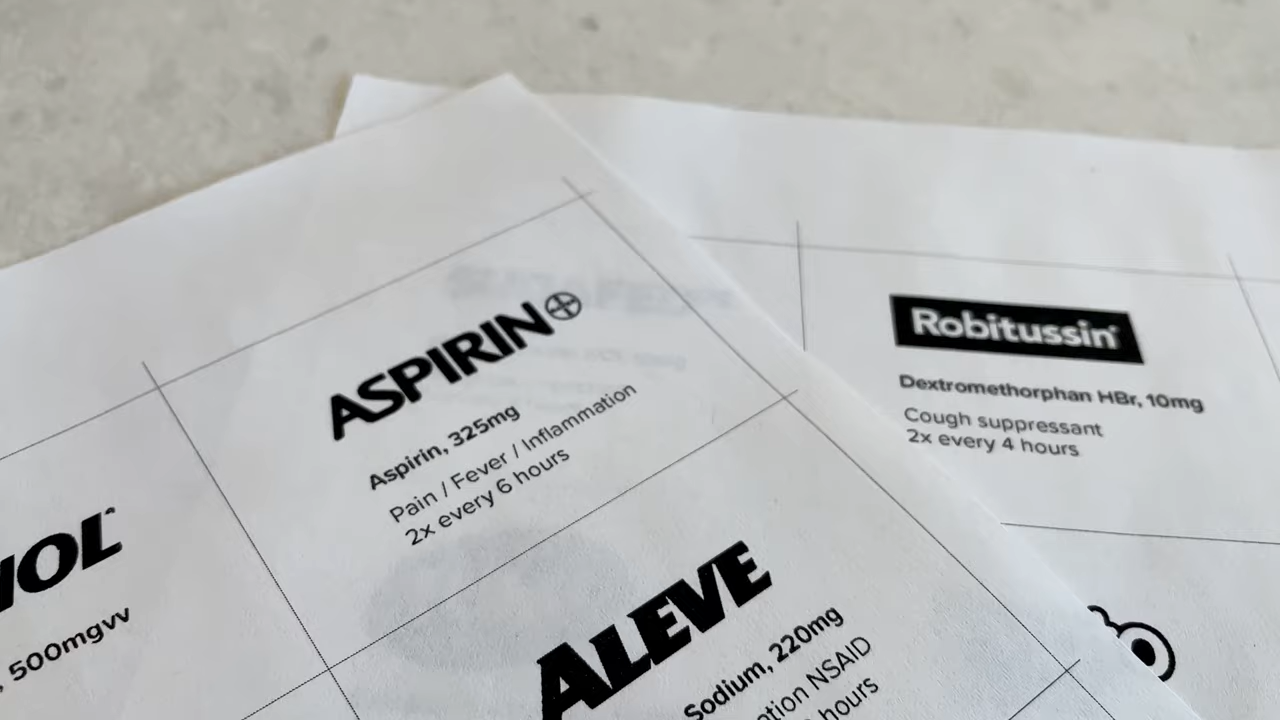 ASPIRIN
Aspirin, 325mg
Pain / Fever / Inflammation
2x every 6 hours
NOL
, 500mgvv
ALEVE
Sodium, 220mg
NSAID
hours
Robitussin
Dextromethorphan HBr, 10mg
Cough suppressant
2x every 4 hours